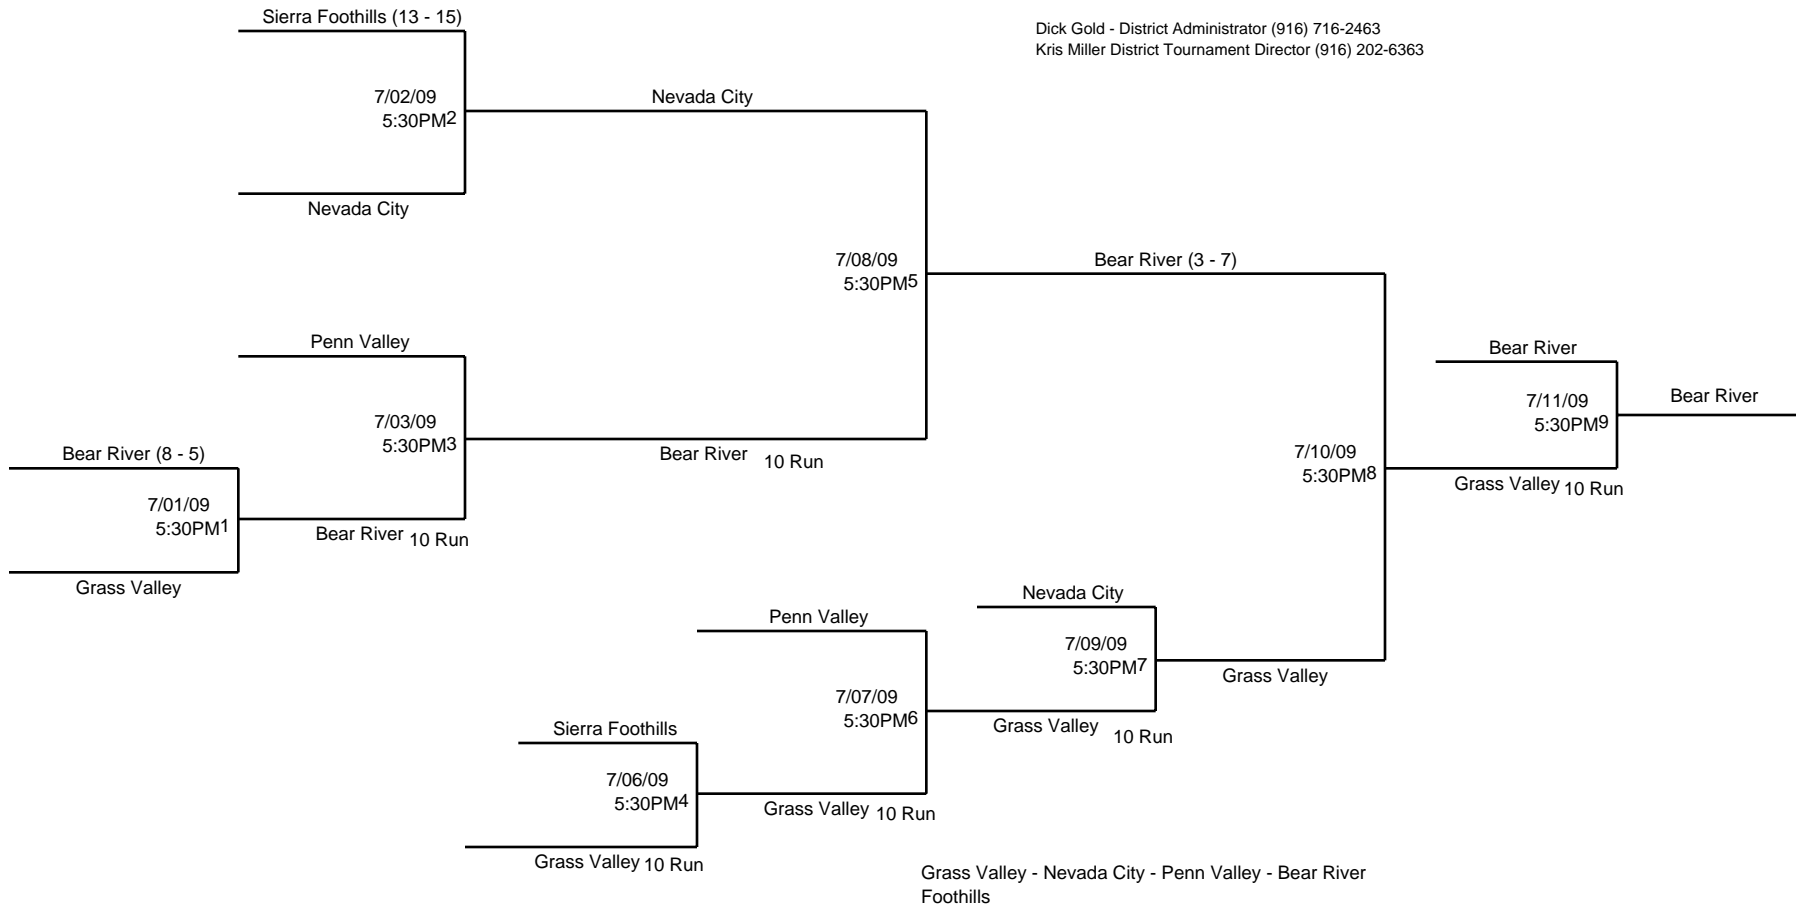 Sierra Foothills (13 - 15)
Dick Gold - District Administrator (916) 716-2463
Kris Miller District Tournament Director (916) 202-6363
7/02/09
5:30PM2
Nevada City
Nevada City
7/08/09
5:30PM5
Bear River (3 - 7)
Penn Valley
7/03/09
5:30PM3
Bear River 10 Run
Bear River (8 - 5)
7/01/09
5:30PM1
Bear River 10 Run
Grass Valley
Bear River
7/11/09
5:30PM9
Bear River
7/10/09
5:30PM8
Grass Valley 10 Run
Nevada City
7/09/09
5:30PM7
Grass Valley
Penn Valley
7/07/09
5:30PM6
Grass Valley 10 Run
Sierra Foothills
7/06/09
5:30PM4
Grass Valley 10 Run
Grass Valley 10 Run
Grass Valley - Nevada City - Penn Valley - Bear River
Foothills